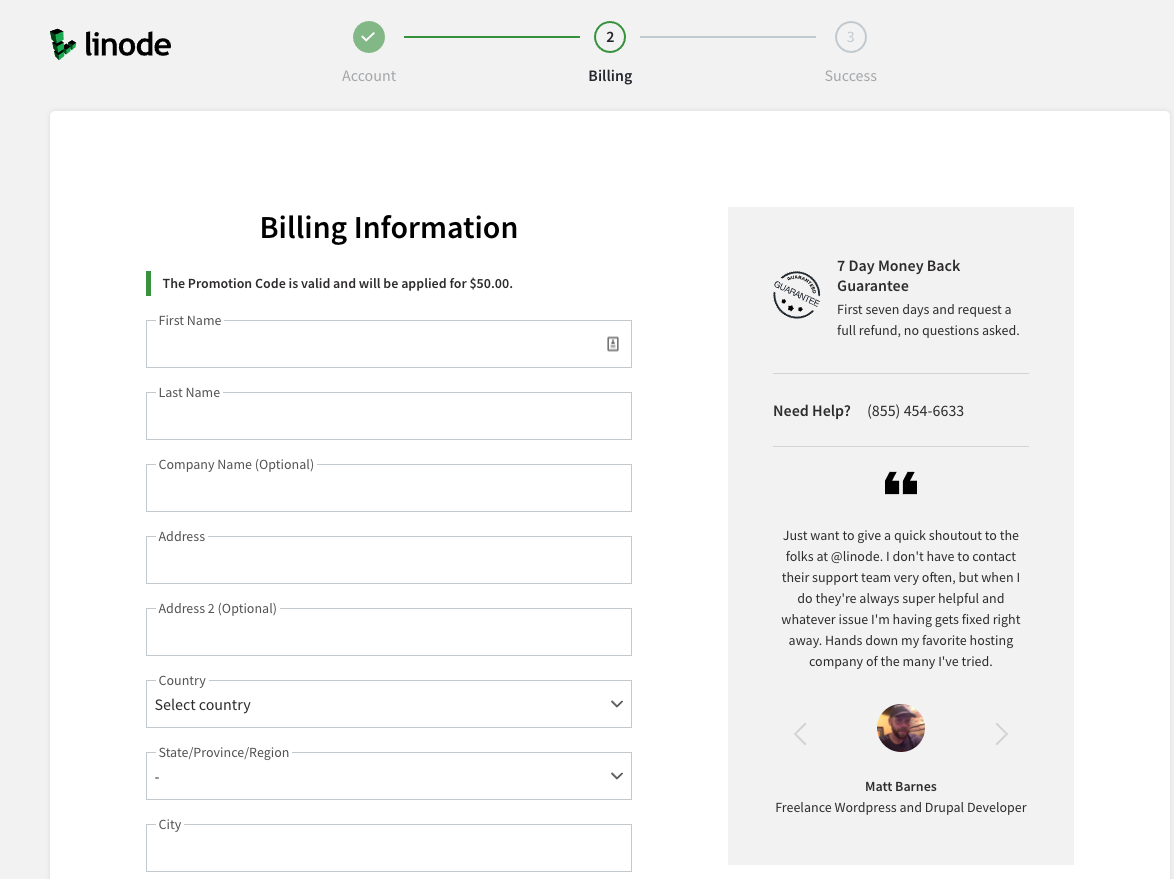 linode
2
3
Account
Billing
Success
Billing Information
The Promotion Code is valid and will be applied for $50.00.
First Name
Last Name
Company Name (Optional)
Address
Address 2 (Optional)
Country
Select country
State/Province/Region
-
City
GUARANTEED
GUARANTEE
7 Day Money Back
Guarantee
First seven days and request a
full refund, no questions asked.
Need Help? (855) 454-6633
❝
Just want to give a quick shoutout to the
folks at @linode. I don't have to contact
their support team very often, but when I
do they're always super helpful and
whatever issue I'm having gets fixed right
away. Hands down my favorite hosting
company of the many I've tried.
Matt Barnes
Freelance Wordpress and Drupal Developer